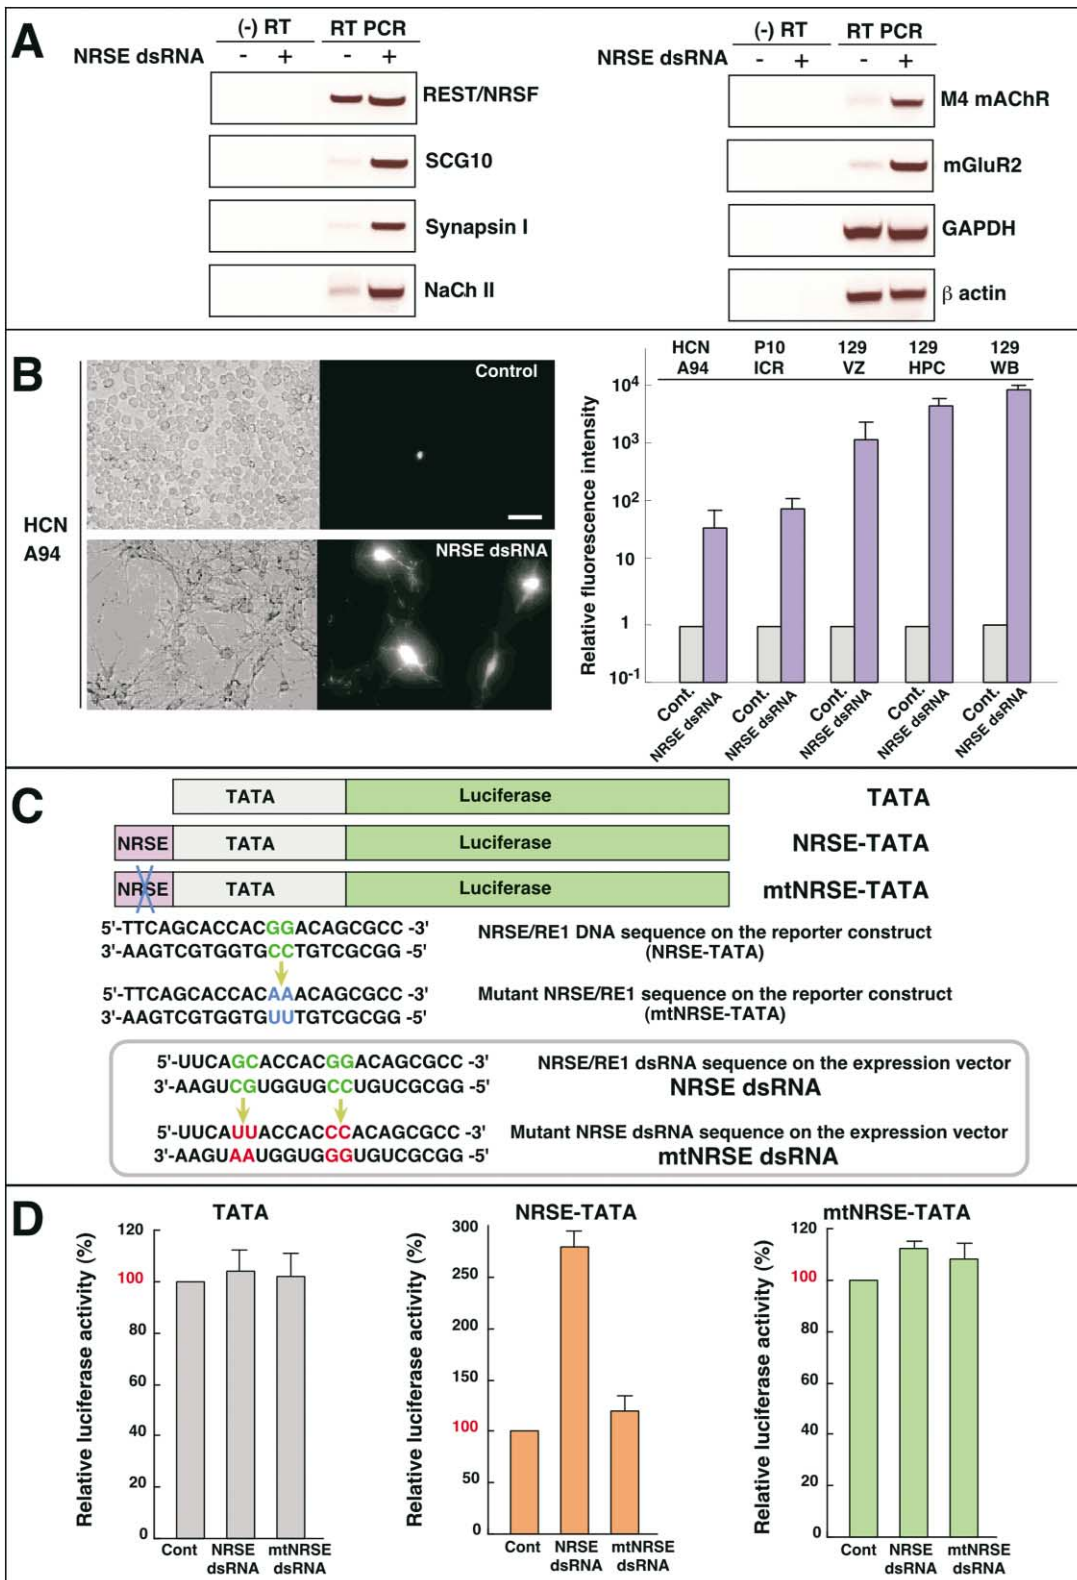 A
(-) RT
RT PCR
NRSE dsRNA
- + - +
REST/NRSF
SCG10
Synapsin I
NaCh II
(-) RT
RT PCR
NRSE dsRNA
- + - +
M4 mAChR
mGluR2
GAPDH
β actin
B
HCN
A94
Control
NRSE dsRNA
Relative fluorescence intensity
HCN A94
P10 ICR
129 VZ
129 HPC
129 WB
10⁴
10³
10²
10
1
10⁻¹
Cont.
NRSE dsRNA
Cont.
NRSE dsRNA
Cont.
NRSE dsRNA
Cont.
NRSE dsRNA
Cont.
NRSE dsRNA
C
TATA Luciferase TATA
NRSE TATA Luciferase NRSE-TATA
NRSE TATA Luciferase mtNRSE-TATA
5'-TTCAGCACCACGGACAGCGCC -3'
3'-AAGTCGTGGTGCCTGTCGCGG -5'
NRSE/RE1 DNA sequence on the reporter construct
(NRSE-TATA)
5'-TTCAGCACCACAAACAGCGCC -3'
3'-AAGTCGTGGTGUUTGTCGCGG -5'
Mutant NRSE/RE1 sequence on the reporter construct
(mtNRSE-TATA)
5'-UUCAGCACCACGGACAGCGCC -3'
3'-AAGUCGUGGUGCCUGUCGCGG -5'
NRSE/RE1 dsRNA sequence on the expression vector
NRSE dsRNA
5'-UUCAUUACCACCCACAGCGCC -3'
3'-AAGUAAUGGUGGGUGUCGCGG -5'
Mutant NRSE dsRNA sequence on the expression vector
mtNRSE dsRNA
D
TATA
Relative luciferase activity (%)
120
100
80
60
40
20
0
Cont
NRSE dsRNA
mtNRSE dsRNA
NRSE-TATA
Relative luciferase activity (%)
300
250
200
150
100
50
0
Cont
NRSE dsRNA
mtNRSE dsRNA
mtNRSE-TATA
Relative luciferase activity (%)
120
100
80
60
40
20
0
Cont
NRSE dsRNA
mtNRSE dsRNA